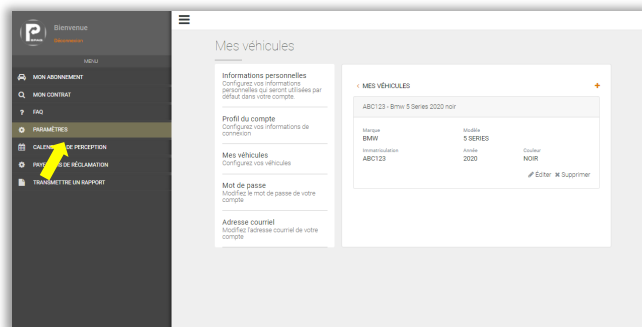 Bienvenue
Déconnexion
MENU
MON ABONNEMENT
MON CONTRAT
FAQ
PARAMÈTRES
DE PERCEPTION
DE RÉCLAMATION
TRANSMETTRE UN RAPPORT
Mes véhicules
Informations personnelles
Configurez vos informations
personnelles qui seront utilisées par
défaut dans votre compte.
Profil du compte
Configurez vos informations de
connexion
Mes véhicules
Configurez vos véhicules
Mot de passe
Modifiez le mot de passe de votre
compte
Adresse courriel
Modifiez l'adresse courriel de votre
compte
‹ MES VÉHICULES
+
ABC123 - Bmw 5 Series 2020 noir
Marque
Modèle
BMW
5 SERIES
Immatriculation
Année
Couleur
ABC123
2020
NOIR
Éditer
Supprimer